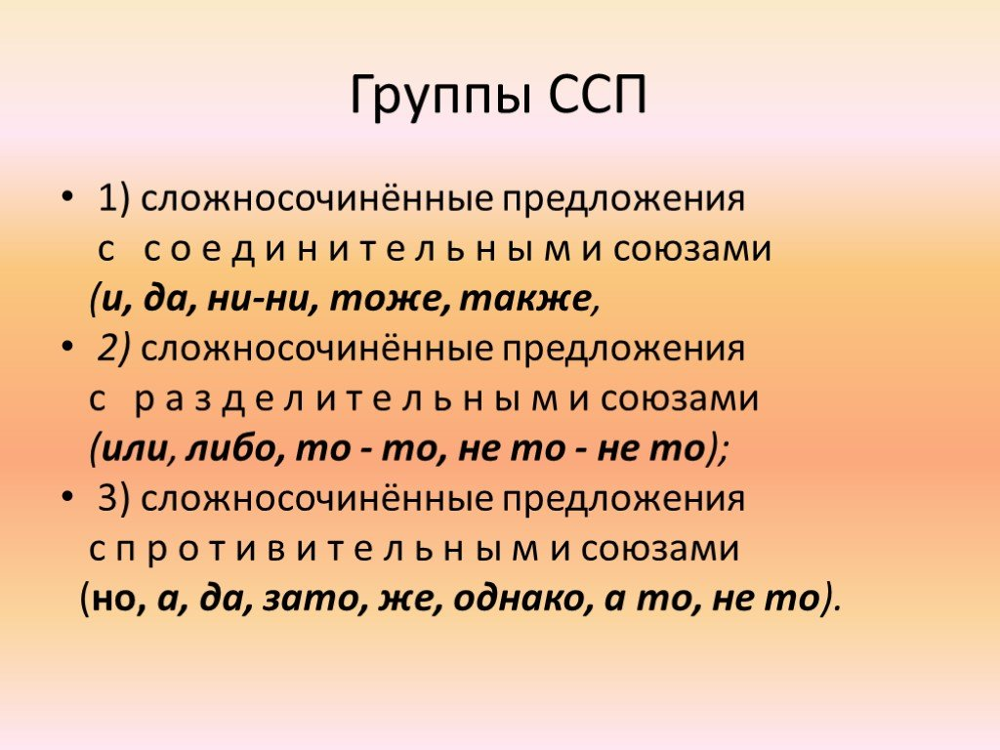 Группы ССП
• 1) сложносочинённые предложения
с с о е д и н и т е л ь н ы м и союзами
(и, да, ни-ни, тоже, также,
• 2) сложносочинённые предложения
с р а з д е л и т е л ь н ы м и союзами
(или, либо, то - то, не то - не то);
• 3) сложносочинённые предложения
с п р о т и в и т е л ь н ы м и союзами
(но, а, да, зато, же, однако, а то, не то).